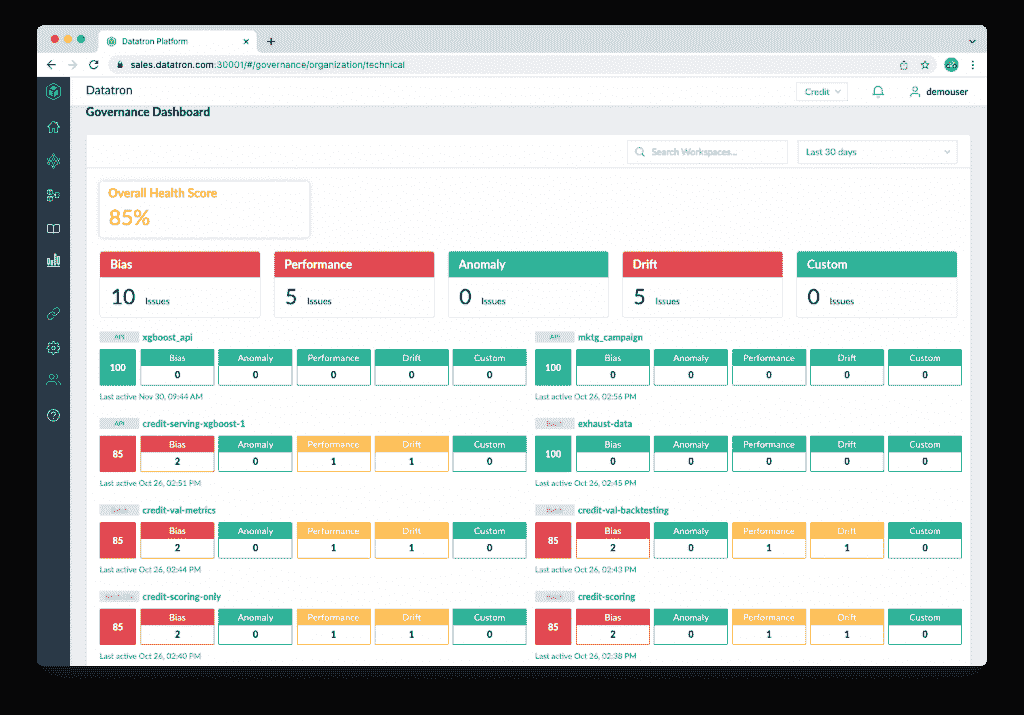 Datatron Platform
sales.datatron.com:30001/#/governance/organization/technical
Datatron
Credit
demouser
Governance Dashboard
Search Workspaces...
Last 30 days
Overall Health Score
85%
Bias
Performance
Anomaly
Drift
Custom
10 Issues
5 Issues
0 Issues
5 Issues
0 Issues
API xgboost_api
100
Bias Anomaly Performance Drift Custom
0 0 0 0 0
Last active Nov 30, 09:44 AM
API mktg_campaign
100
Bias Anomaly Performance Drift Custom
0 0 0 0 0
Last active Oct 26, 02:56 PM
API credit-serving-xgboost-1
85
Bias Anomaly Performance Drift Custom
2 0 1 1 0
Last active Oct 26, 02:51 PM
Batch exhaust-data
100
Bias Anomaly Performance Drift Custom
0 0 0 0 0
Last active Oct 26, 02:45 PM
Batch credit-val-metrics
85
Bias Anomaly Performance Drift Custom
2 0 1 1 0
Last active Oct 26, 02:44 PM
Batch credit-val-backtesting
85
Bias Anomaly Performance Drift Custom
2 0 1 1 0
Last active Oct 26, 02:43 PM
credit-scoring-only
85
Bias Anomaly Performance Drift Custom
2 0 1 1 0
Last active Oct 26, 02:40 PM
Batch credit-scoring
85
Bias Anomaly Performance Drift Custom
2 0 1 1 0
Last active Oct 26, 02:38 PM